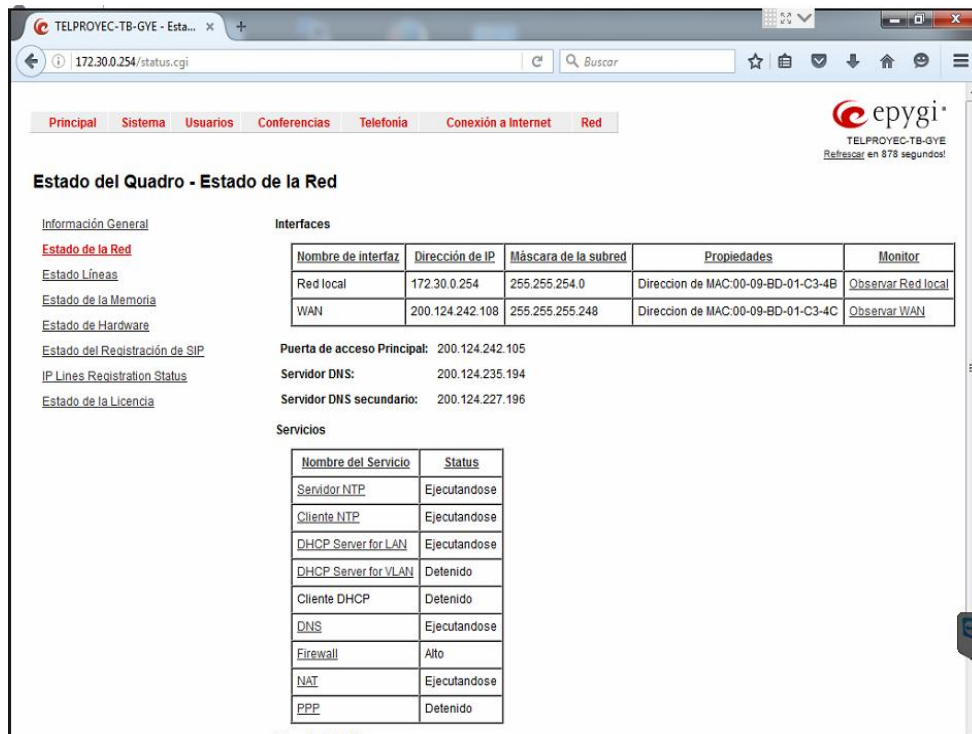 TELPROYEC-TB-GYE - Esta... × +
172.30.0.254/status.cgi
Buscar
Principal Sistema Usuarios Conferencias Telefonía Conexión a Internet Red
epygi
TELPROYEC-TB-GYE
Refrescar en 878 segundos!
Estado del Quadro - Estado de la Red
Información General
Estado de la Red
Estado Líneas
Estado de la Memoria
Estado de Hardware
Estado del Registración de SIP
IP Lines Registration Status
Estado de la Licencia
Interfaces
Nombre de interfaz Dirección de IP Máscara de la subred Propiedades Monitor
Red local 172.30.0.254 255.255.254.0 Direccion de MAC:00-09-BD-01-C3-4B Observar Red local
WAN 200.124.242.108 255.255.255.248 Direccion de MAC:00-09-BD-01-C3-4C Observar WAN
Puerta de acceso Principal: 200.124.242.105
Servidor DNS: 200.124.235.194
Servidor DNS secundario: 200.124.227.196
Servicios
Nombre del Servicio Status
Servidor NTP Ejecutandose
Cliente NTP Ejecutandose
DHCP Server for LAN Ejecutandose
DHCP Server for VLAN Detenido
Cliente DHCP Detenido
DNS Ejecutandose
Firewall Alto
NAT Ejecutandose
PPP Detenido